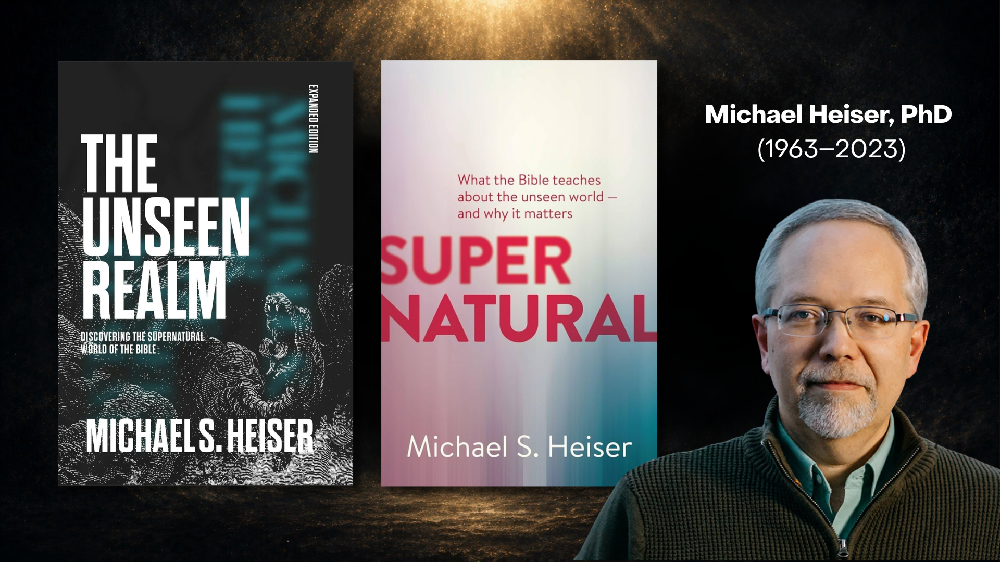 EXPANDED EDITION
THE
UNSEEN
REALM
DISCOVERING THE SUPERNATURAL
WORLD OF THE BIBLE
MICHAEL S. HEISER
What the Bible teaches
about the unseen world —
and why it matters
SUPER
NATURAL
Michael S. Heiser
Michael Heiser, PhD
(1963–2023)